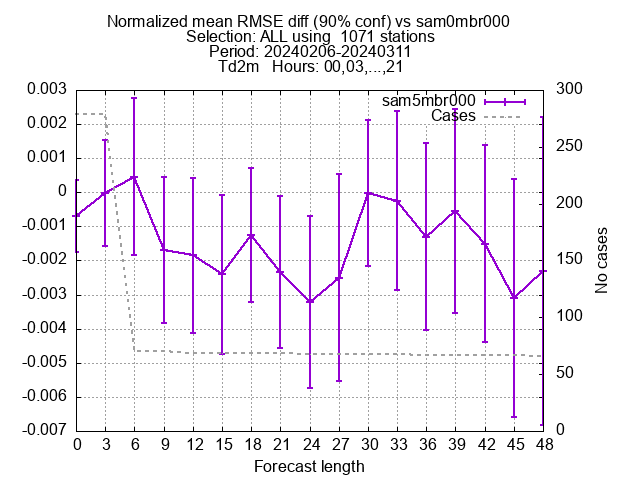 Normalized mean RMSE diff (90% conf) vs sam0mbr000
Selection: ALL using  1071 stations
Period: 20240206-20240311
Td2m   Hours: 00,03,...,21
sam5mbr000
Cases
0.003
0.002
0.001
0
-0.001
-0.002
-0.003
-0.004
-0.005
-0.006
-0.007
300
250
200
150
100
50
0
No cases
0 3 6 9 12 15 18 21 24 27 30 33 36 39 42 45 48
Forecast length